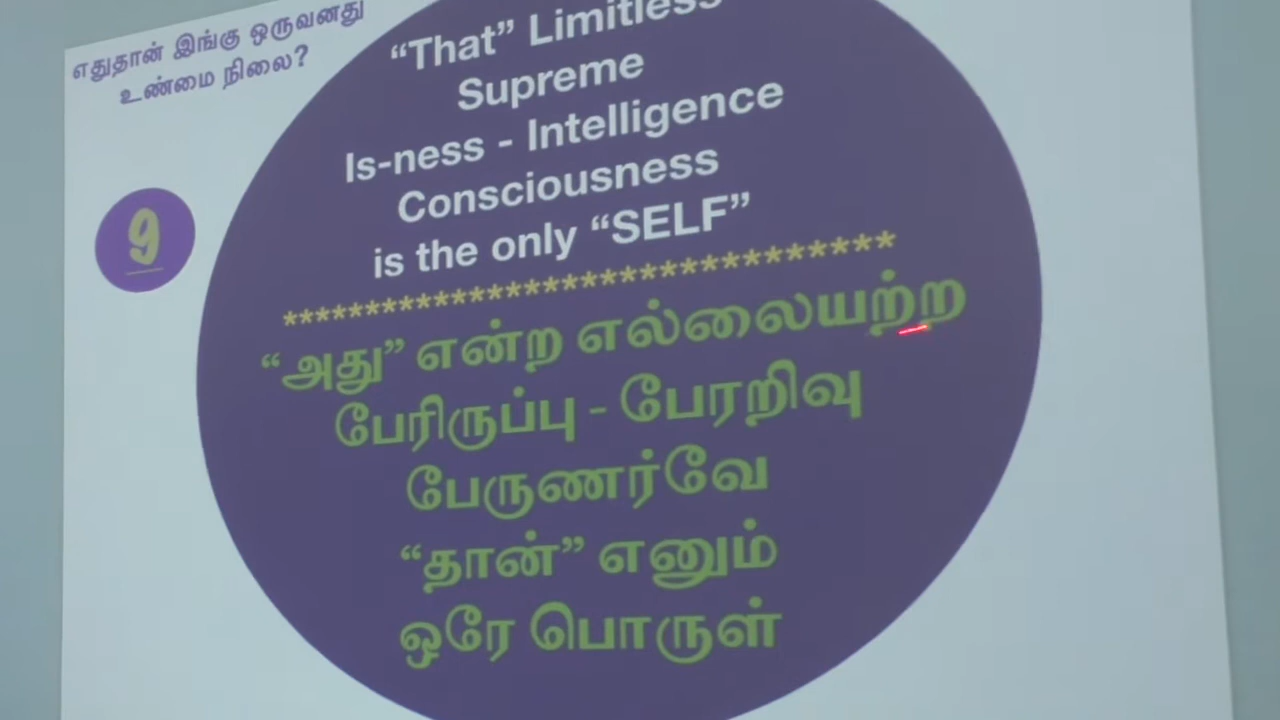 எதுதான் இங்கு ஒருவனது
உண்மை நிலை?
9
“That” Limitless
Supreme
Is-ness - Intelligence
Consciousness
is the only “SELF”
*******************************
“அது” என்ற எல்லையற்ற
பேரிருப்பு - பேரறிவு
பேருணர்வே
“தான்” எனும்
ஒரே பொருள்